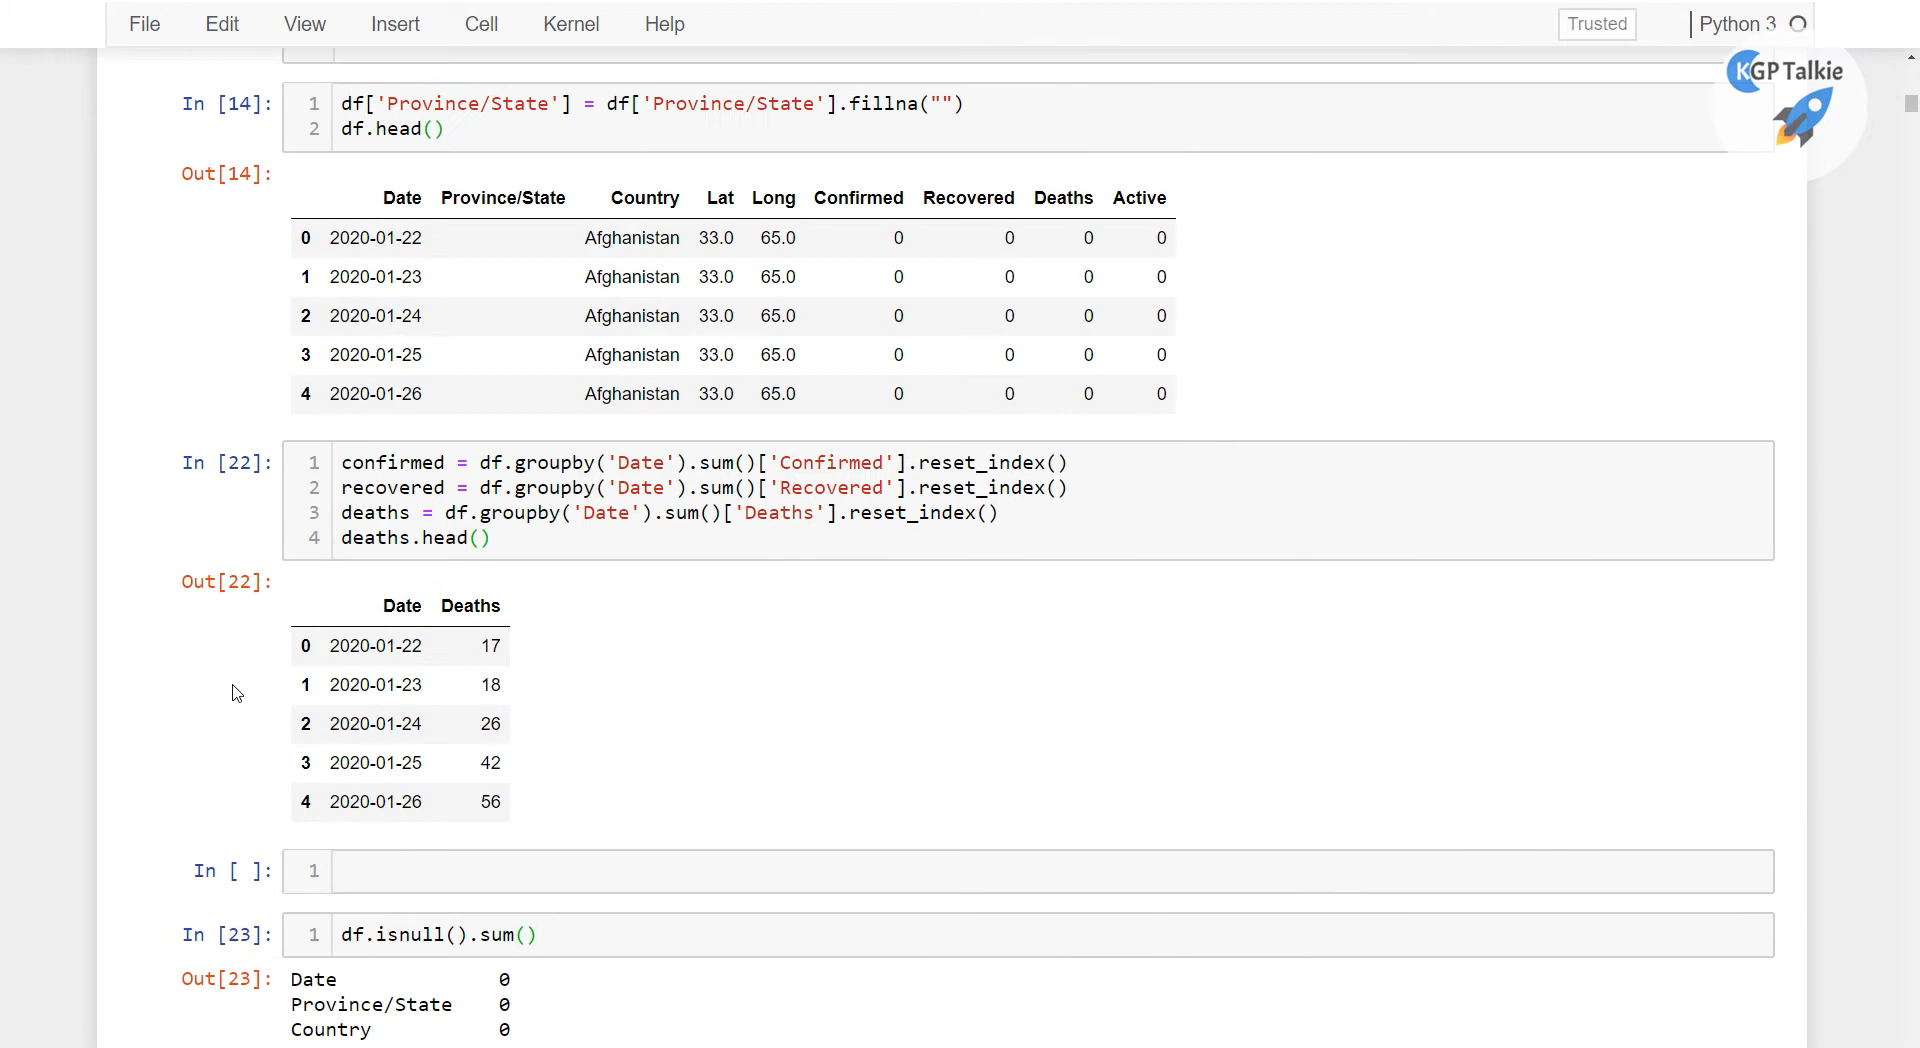 File Edit View Insert Cell Kernel Help Trusted Python 3
KGP Talkie
In [14]: 1 df['Province/State'] = df['Province/State'].fillna("")
2 df.head()
Out[14]:
Date Province/State Country Lat Long Confirmed Recovered Deaths Active
0 2020-01-22 Afghanistan 33.0 65.0 0 0 0 0
1 2020-01-23 Afghanistan 33.0 65.0 0 0 0 0
2 2020-01-24 Afghanistan 33.0 65.0 0 0 0 0
3 2020-01-25 Afghanistan 33.0 65.0 0 0 0 0
4 2020-01-26 Afghanistan 33.0 65.0 0 0 0 0
In [22]: 1 confirmed = df.groupby('Date').sum()['Confirmed'].reset_index()
2 recovered = df.groupby('Date').sum()['Recovered'].reset_index()
3 deaths = df.groupby('Date').sum()['Deaths'].reset_index()
4 deaths.head()
Out[22]:
Date Deaths
0 2020-01-22 17
1 2020-01-23 18
2 2020-01-24 26
3 2020-01-25 42
4 2020-01-26 56
In [ ]: 1
In [23]: 1 df.isnull().sum()
Out[23]: Date 0
Province/State 0
Country 0